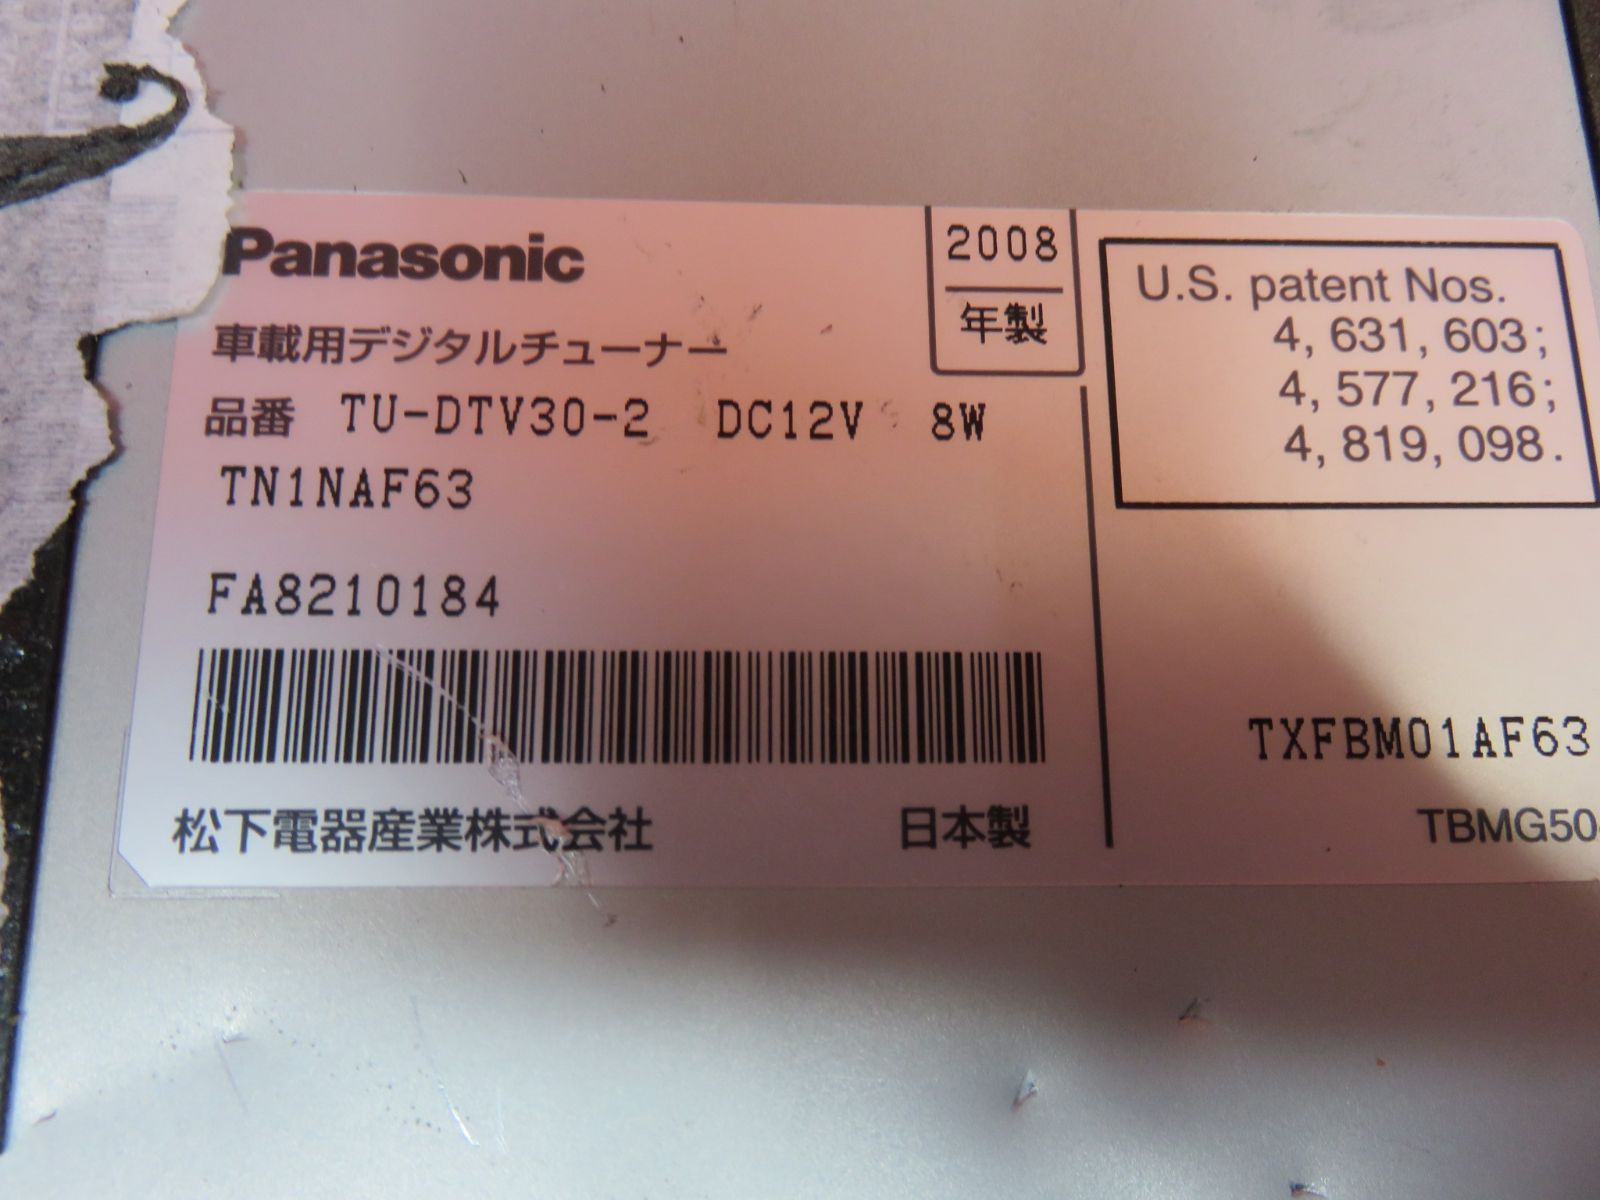 Panasonic
2008
年製
車載用デジタルチューナー
品番 TU-DTV30-2 DC12V 8W
TN1NAF63
FA8210184
松下電器産業株式会社 日本製
U.S. patent Nos.
4, 631, 603;
4, 577, 216;
4, 819, 098.
TXFBM01AF63
TBMG50